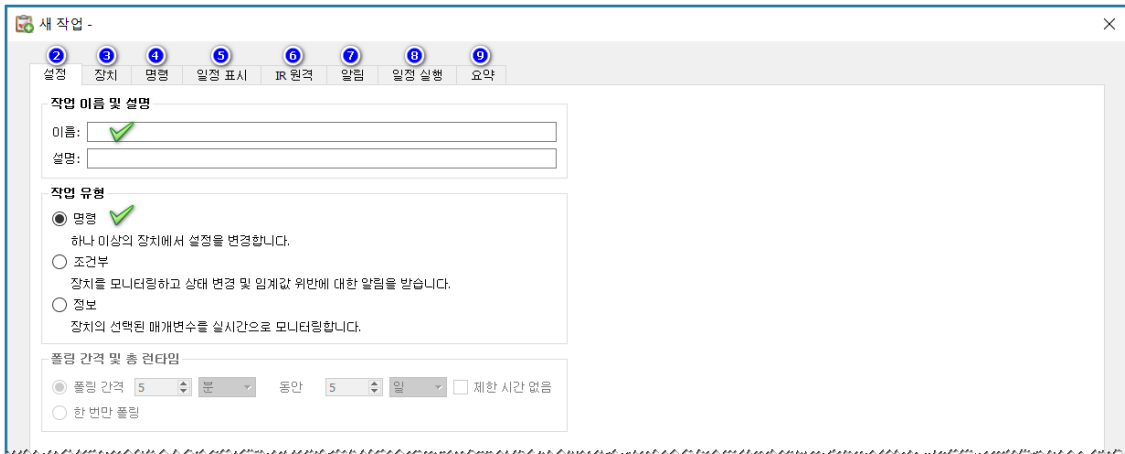 새 작업 -
2 3 4 5 6 7 8 9
설정 장치 명령 일정 표시 IR 원격 알림 일정 실행 요약
작업 이름 및 설명
이름:
설명:
작업 유형
명령
하나 이상의 장치에서 설정을 변경합니다.
조건부
장치를 모니터링하고 상태 변경 및 임계값 위반에 대한 알림을 받습니다.
정보
장치의 선택된 매개변수를 실시간으로 모니터링합니다.
폴링 간격 및 총 런타임
폴링 간격 5 분 동안 5 일 제한 시간 없음
한 번만 폴링